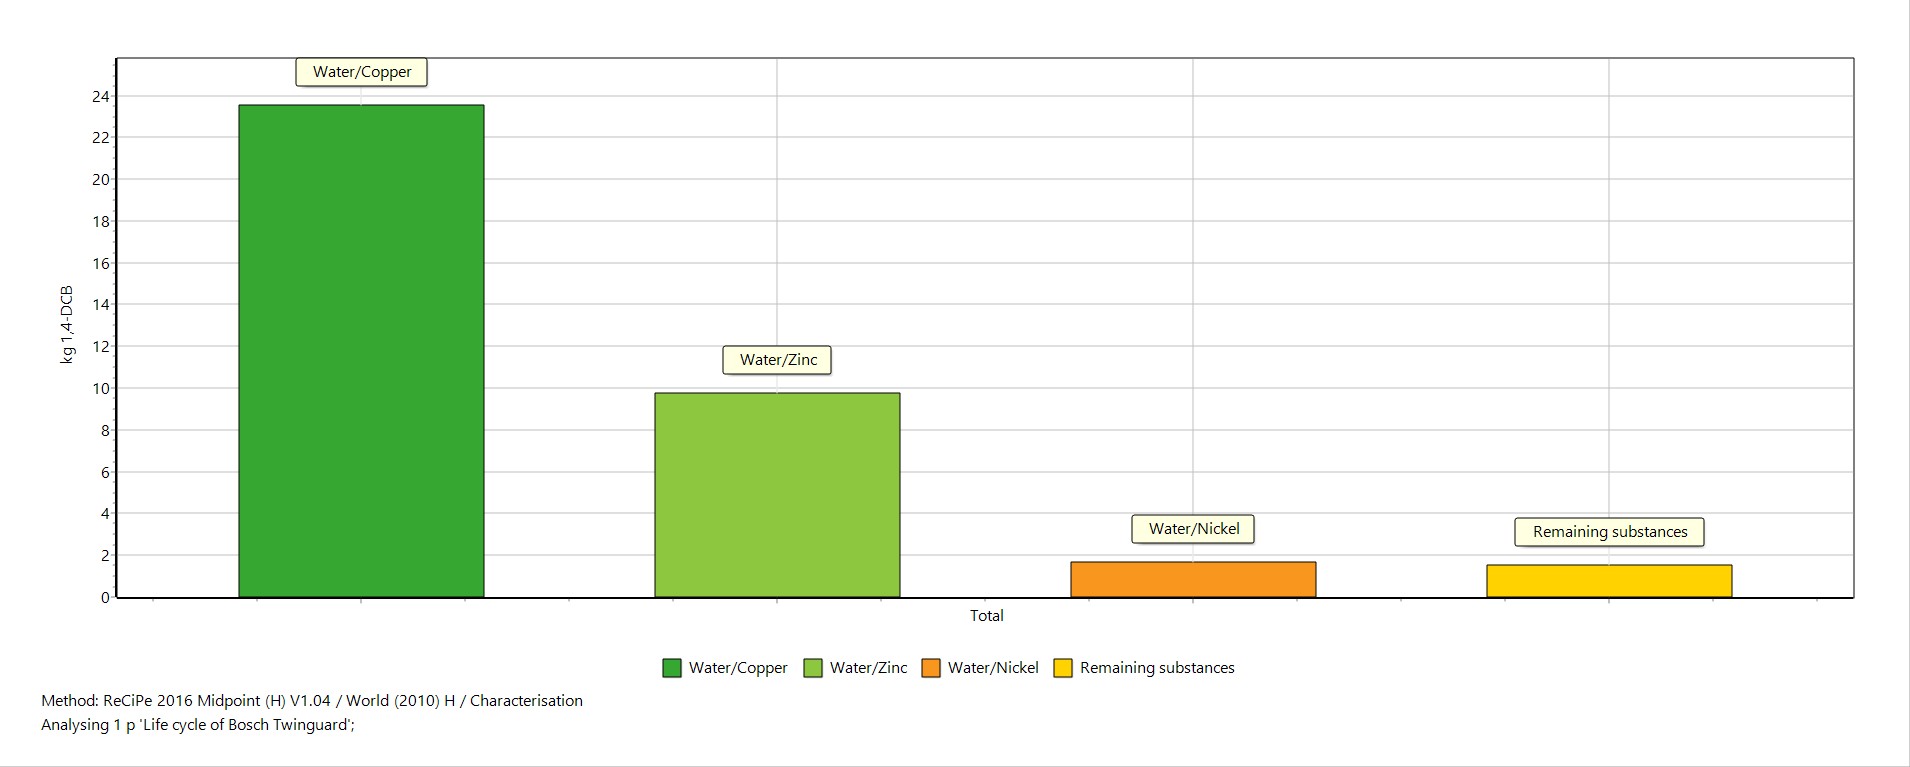 Water/Copper
24
22
20
18
16
14
12
10
8
6
4
2
0
kg 1,4-DCB
Water/Zinc
Water/Nickel
Remaining substances
Total
Water/Copper Water/Zinc Water/Nickel Remaining substances
Method: ReCiPe 2016 Midpoint (H) V1.04 / World (2010) H / Characterisation
Analysing 1 p 'Life cycle of Bosch Twinguard';